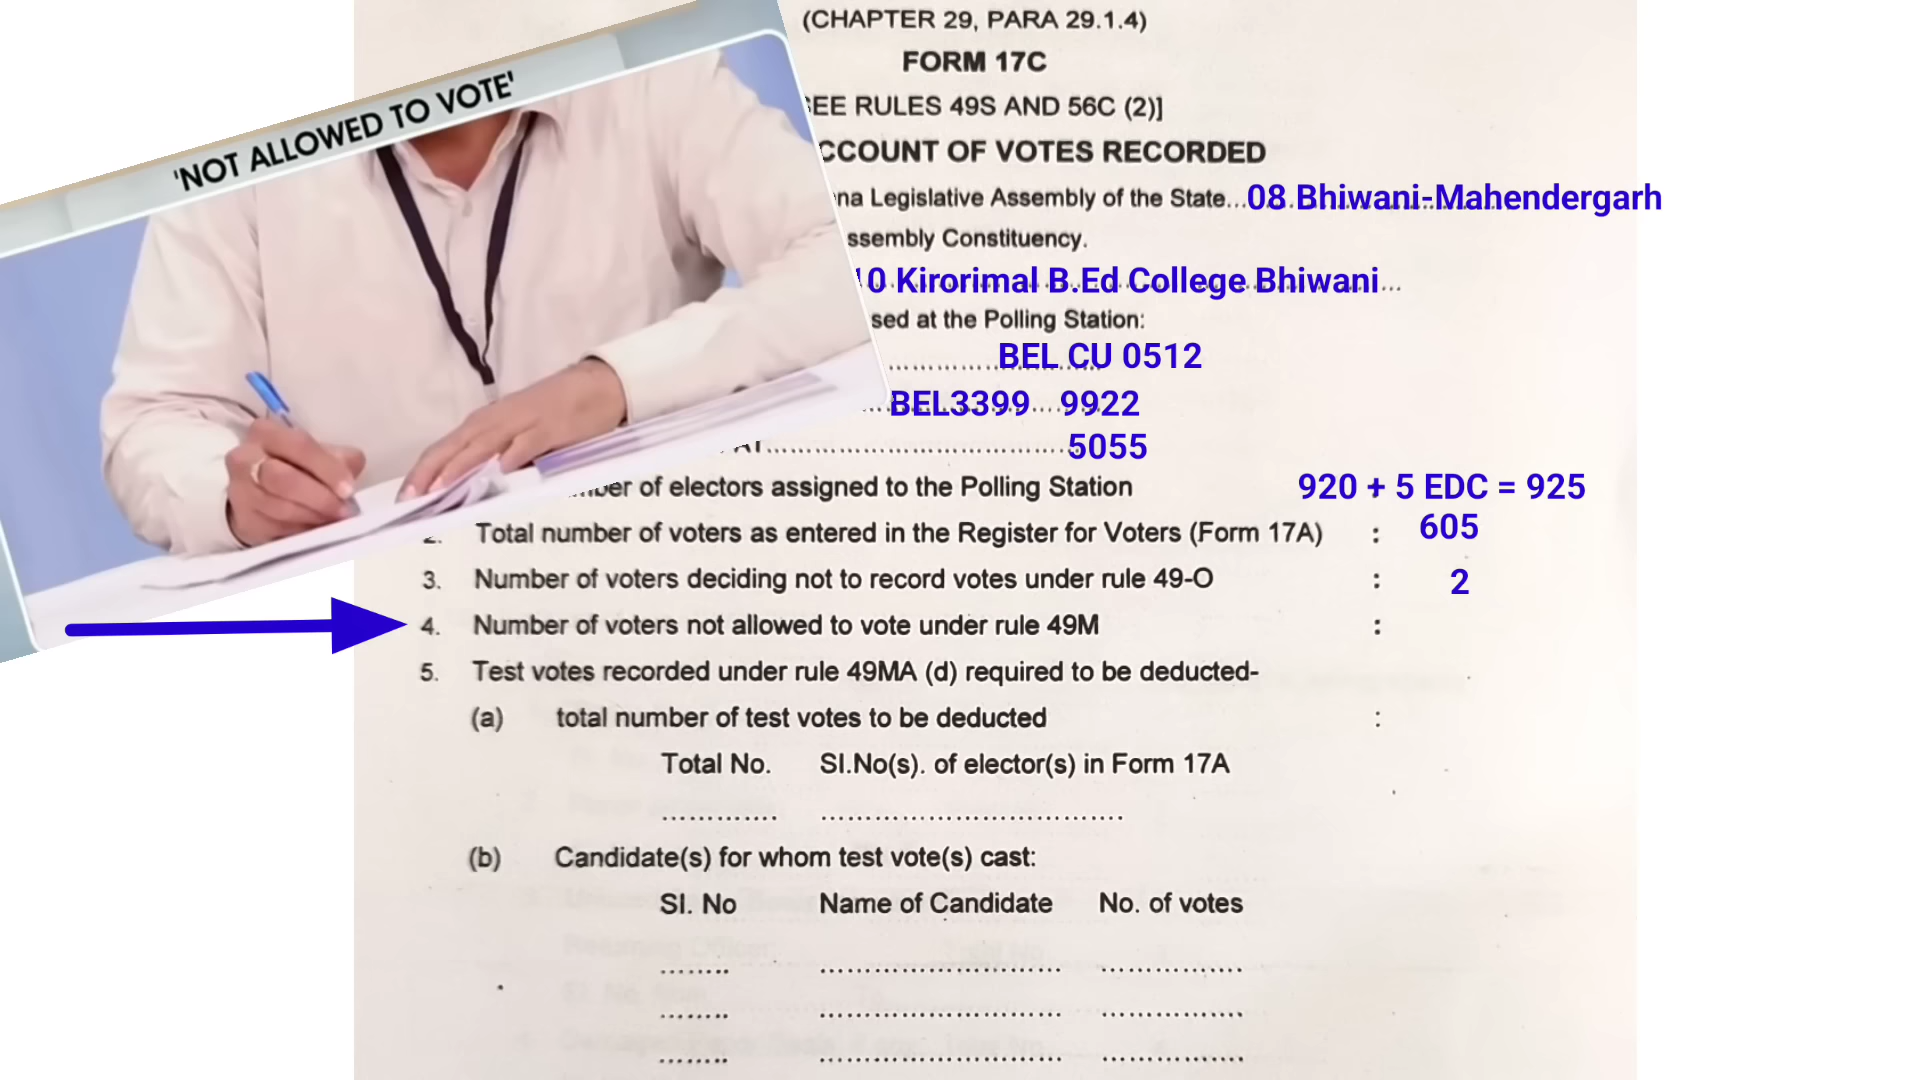 (CHAPTER 29, PARA 29.1.4)
FORM 17C
'NOT ALLOWED TO VOTE'
EE RULES 49S AND 56C (2)]
CCOUNT OF VOTES RECORDED
na Legislative Assembly of the State...08 Bhiwani-Mahendergarh
ssembly Constituency.
10 Kirorimal B.Ed College Bhiwani...
sed at the Polling Station:
BEL CU 0512
BEL3399 9922
5055
ber of electors assigned to the Polling Station 920 + 5 EDC = 925
2. Total number of voters as entered in the Register for Voters (Form 17A) : 605
3. Number of voters deciding not to record votes under rule 49-O : 2
4. Number of voters not allowed to vote under rule 49M :
5. Test votes recorded under rule 49MA (d) required to be deducted-
(a) total number of test votes to be deducted :
Total No. Sl.No(s). of elector(s) in Form 17A
............. ..................................
(b) Candidate(s) for whom test vote(s) cast:
Sl. No Name of Candidate No. of votes
........ ........................... ................
........ ........................... ................
........ ........................... ................